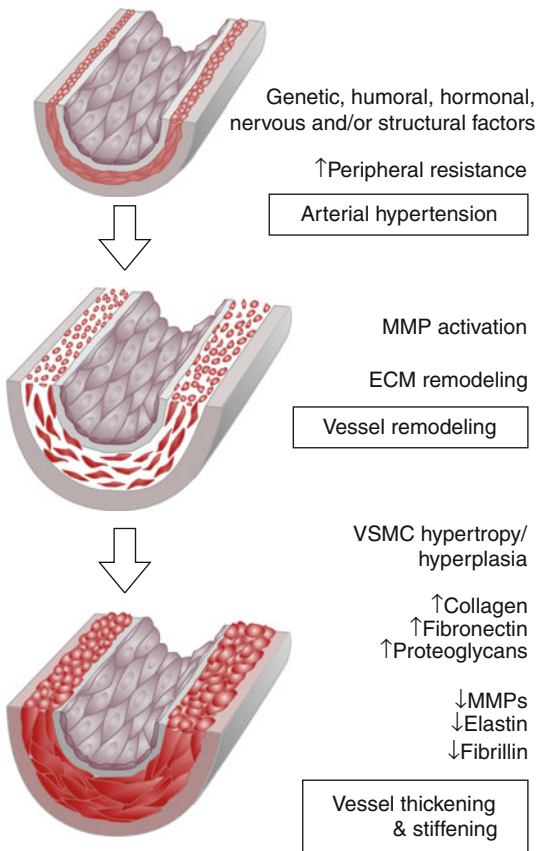 Genetic, humoral, hormonal,
nervous and/or structural factors
↑Peripheral resistance
Arterial hypertension
MMP activation
ECM remodeling
Vessel remodeling
VSMC hypertropy/
hyperplasia
↑Collagen
↑Fibronectin
↑Proteoglycans
↓MMPs
↓Elastin
↓Fibrillin
Vessel thickening
& stiffening